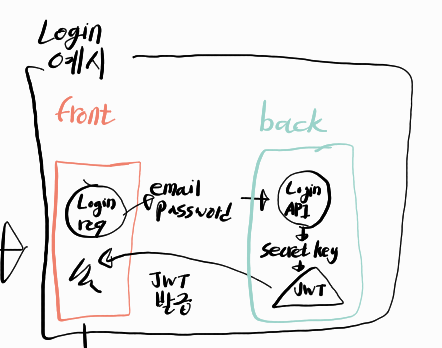 Login
예시
front
back
Login
req
email
password
Login
API
secret key
JWT
JWT
발급